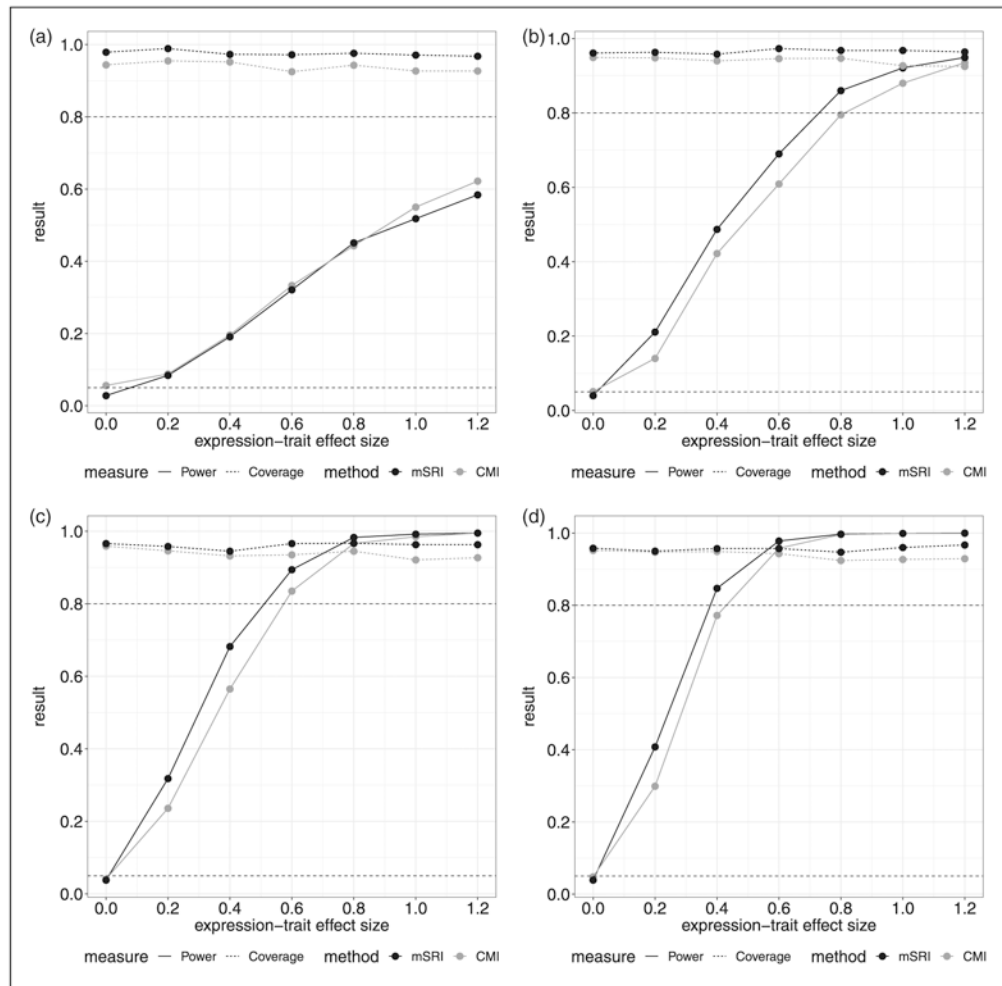 (a)
1.0
0.8
0.6
0.4
0.2
0.0
result
0.0 0.2 0.4 0.6 0.8 1.0 1.2
expression−trait effect size
measure Power Coverage method mSRI CMI
(b)
1.0
0.8
0.6
0.4
0.2
0.0
result
0.0 0.2 0.4 0.6 0.8 1.0 1.2
expression−trait effect size
measure Power Coverage method mSRI CMI
(c)
1.0
0.8
0.6
0.4
0.2
0.0
result
0.0 0.2 0.4 0.6 0.8 1.0 1.2
expression−trait effect size
measure Power Coverage method mSRI CMI
(d)
1.0
0.8
0.6
0.4
0.2
0.0
result
0.0 0.2 0.4 0.6 0.8 1.0 1.2
expression−trait effect size
measure Power Coverage method mSRI CMI